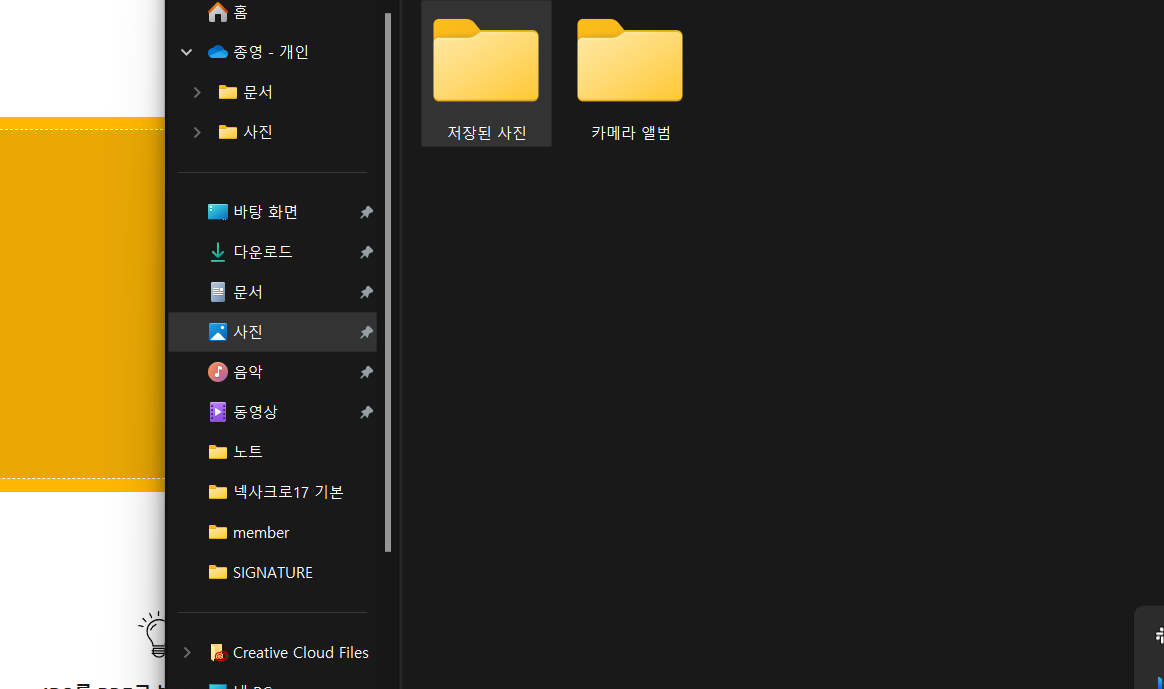 홈
종영 - 개인
문서
사진
바탕 화면
다운로드
문서
사진
음악
동영상
노트
넥사크로17 기본
member
SIGNATURE
Creative Cloud Files
내 PC
저장된 사진
카메라 앨범